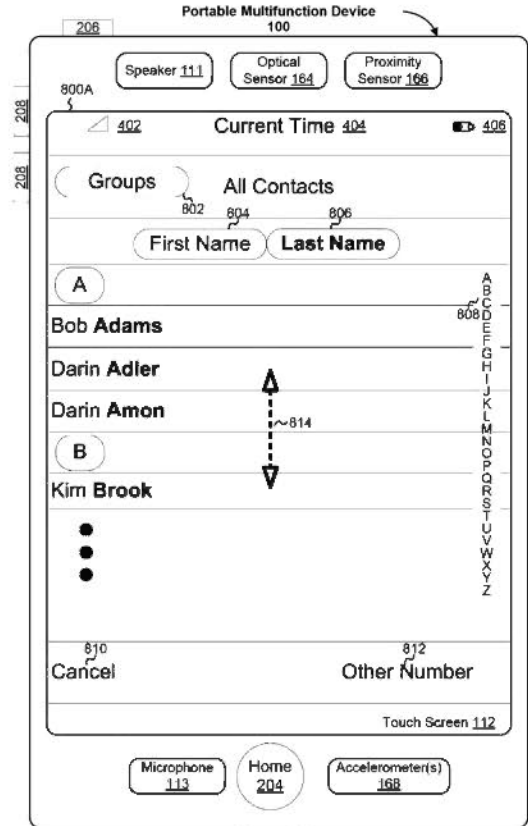 Portable Multifunction Device
100
206
Speaker 111
Optical
Sensor 164
Proximity
Sensor 166
800A
208
208
402
Current Time 404
406
Groups
All Contacts
802
804
806
First Name
Last Name
A
808
Bob Adams
Darin Adler
Darin Amon
814
B
Kim Brook
A
B
C
D
E
F
G
H
I
J
K
L
M
N
O
P
Q
R
S
T
U
V
W
X
Y
Z
810
812
Cancel
Other Number
Touch Screen 112
Microphone
113
Home
204
Accelerometer(s)
168